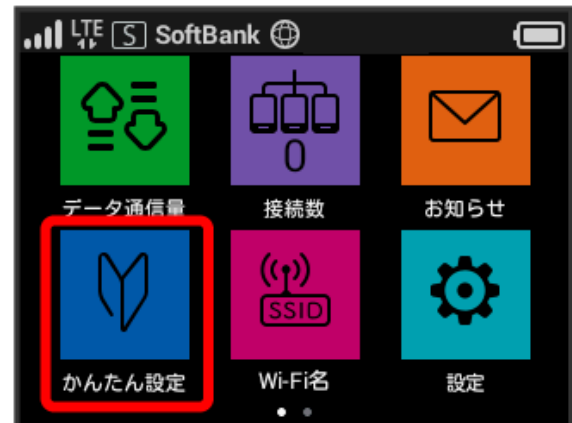 LTE S SoftBank
0
データ通信量 接続数 お知らせ
SSID
かんたん設定 Wi-Fi名 設定